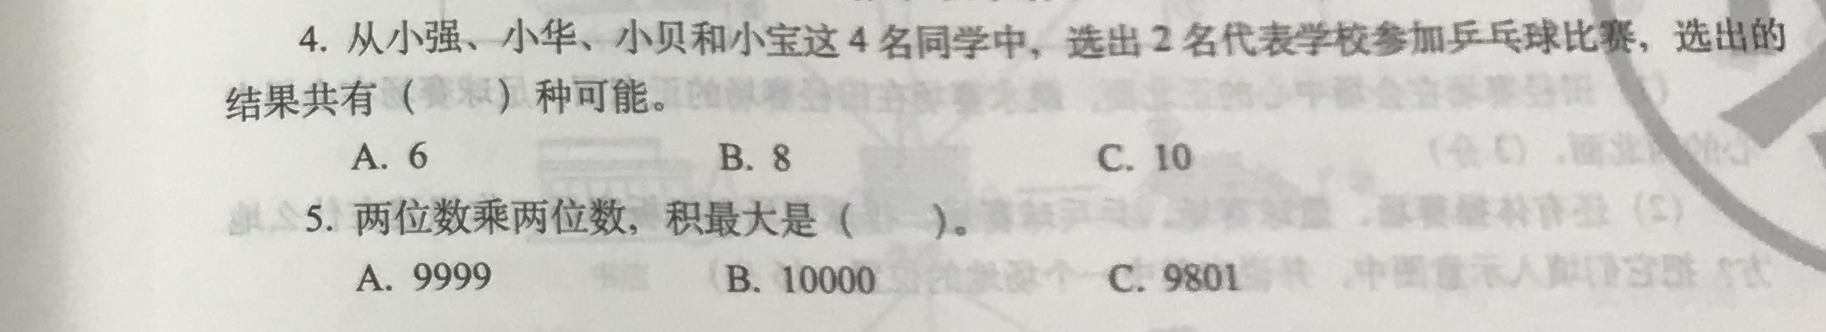 4. 从小强、小华、小贝和小宝这 4 名同学中，选出 2 名代表学校参加乒乓球比赛，选出的
结果共有（　　）种可能。
A. 6 B. 8 C. 10
5. 两位数乘两位数，积最大是（　　）。
A. 9999 B. 10000 C. 9801